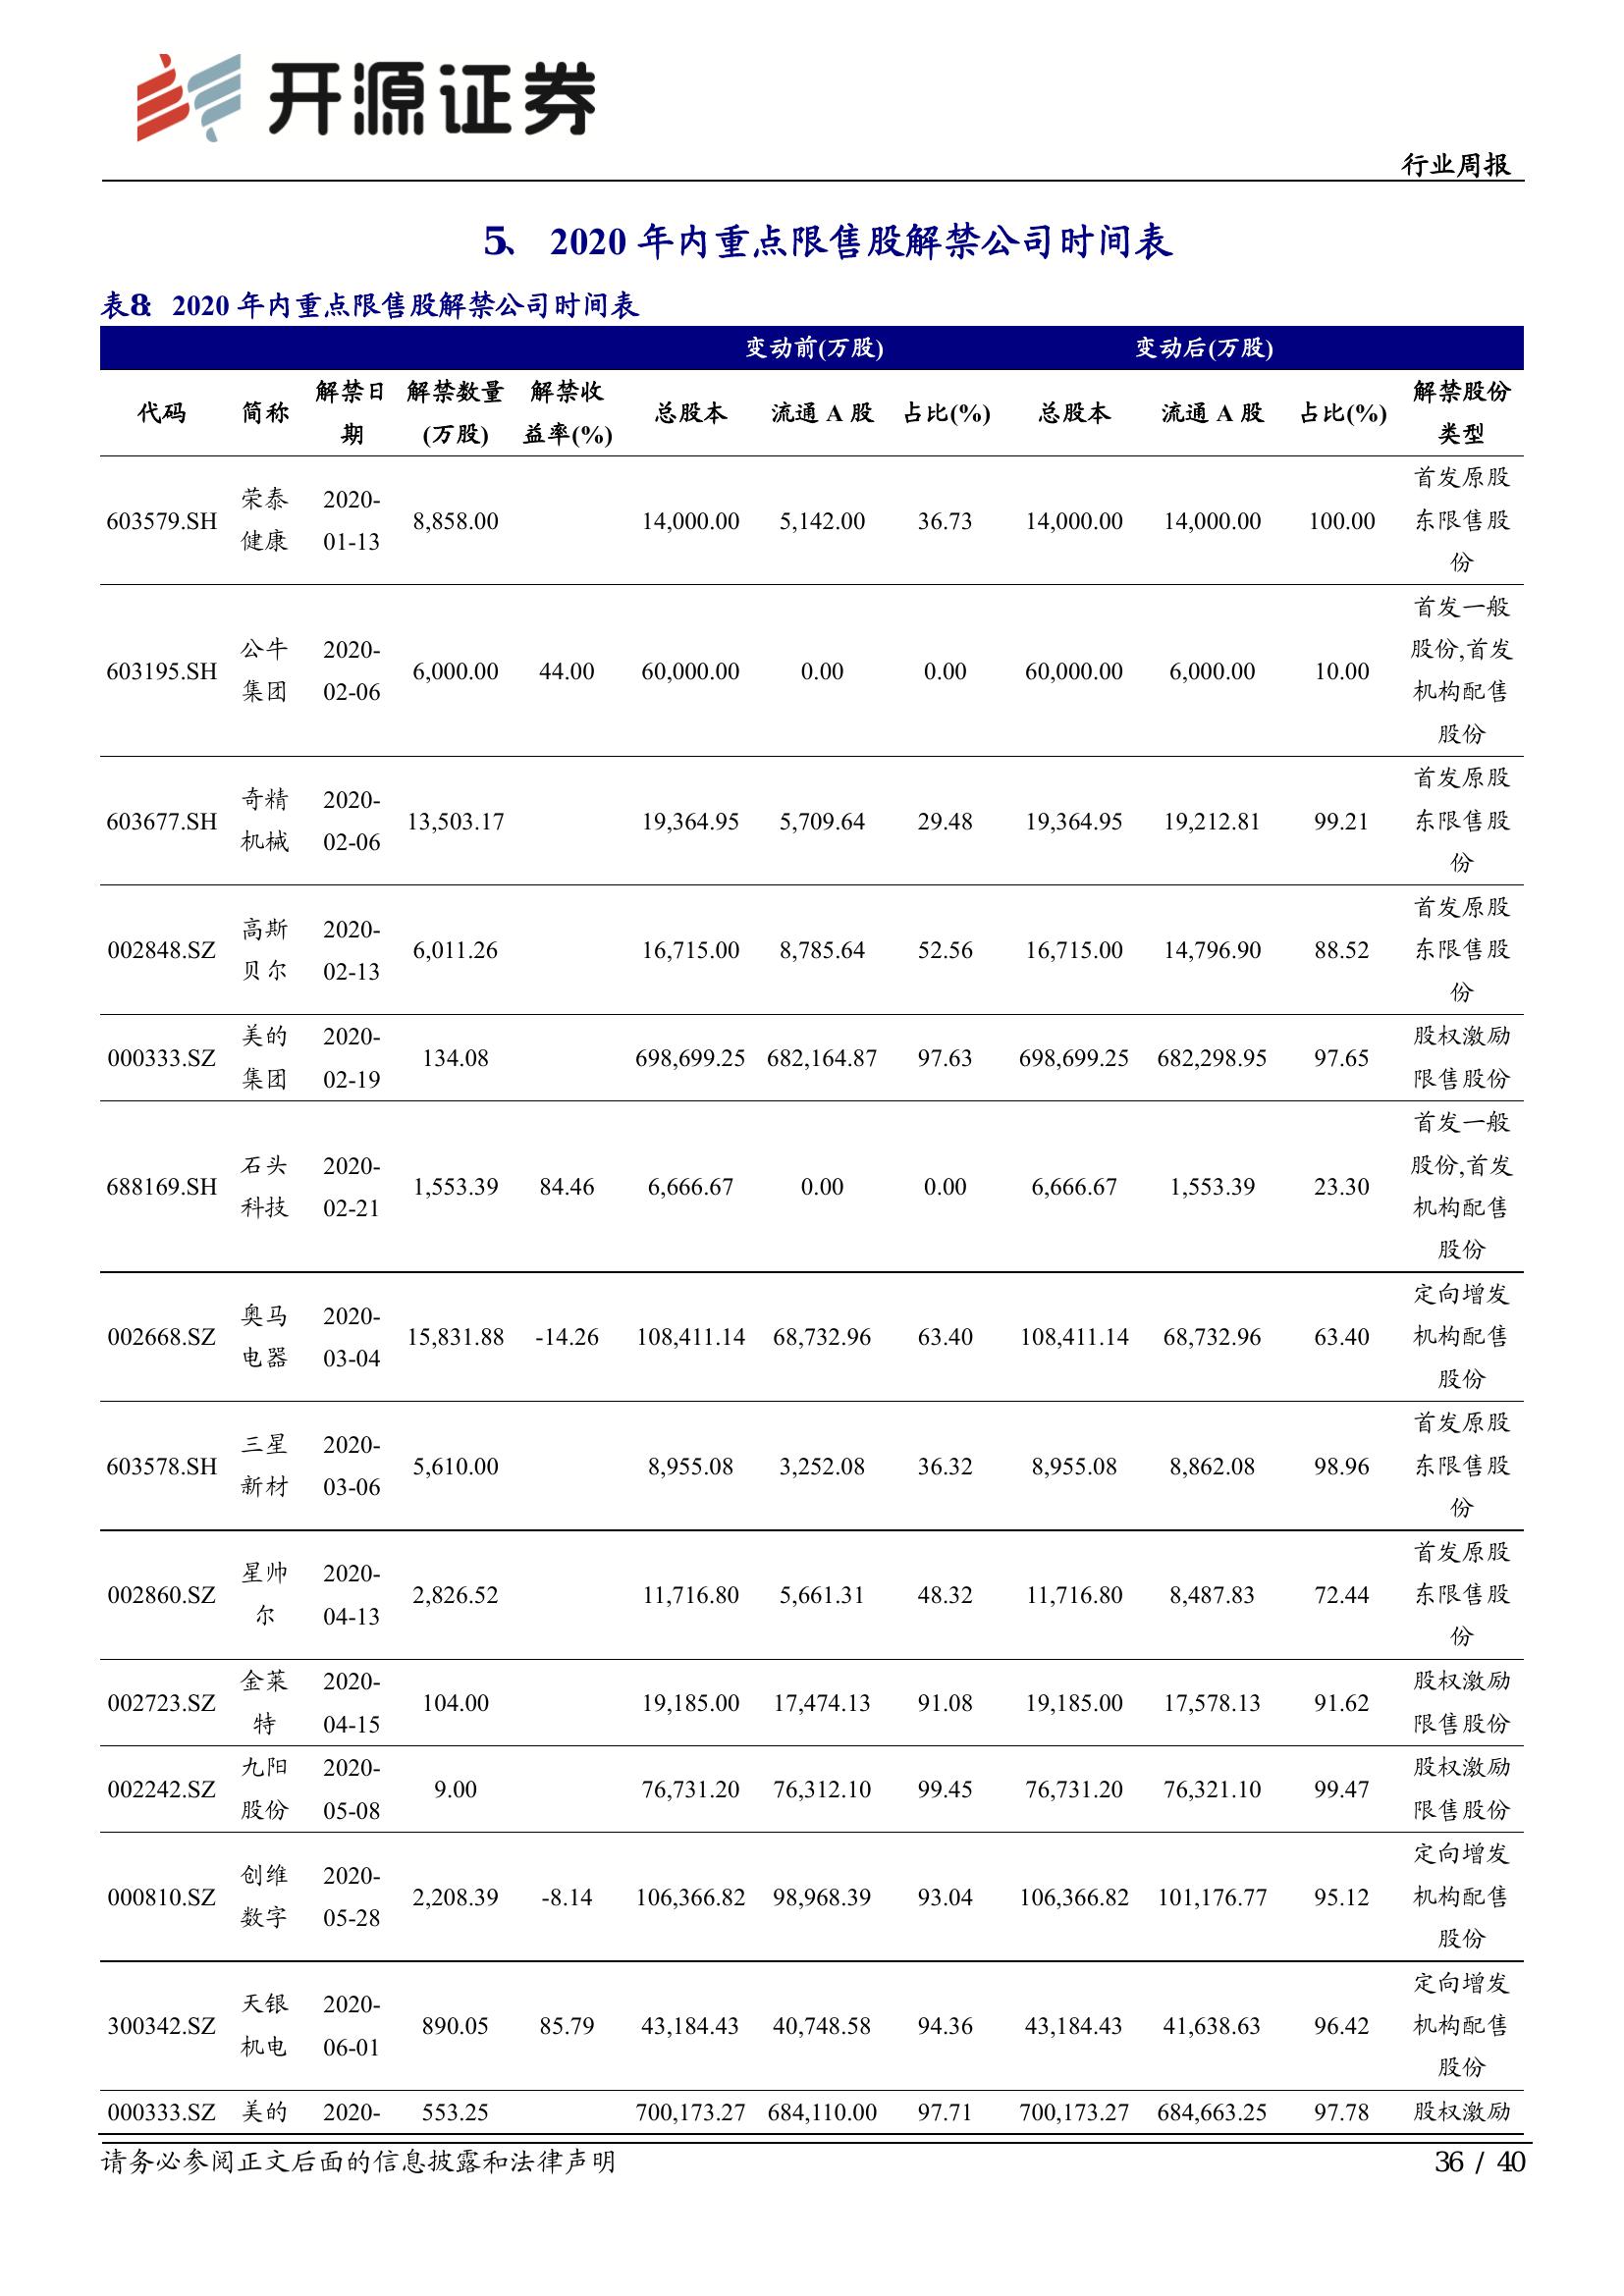 开源证券
行业周报
5、 2020 年内重点限售股解禁公司时间表
表8： 2020 年内重点限售股解禁公司时间表
变动前(万股) 变动后(万股)
代码 简称 解禁日期 解禁数量(万股) 解禁收益率(%) 总股本 流通 A 股 占比(%) 总股本 流通 A 股 占比(%) 解禁股份类型
603579.SH 荣泰健康 2020-01-13 8,858.00 14,000.00 5,142.00 36.73 14,000.00 14,000.00 100.00 首发原股东限售股份
603195.SH 公牛集团 2020-02-06 6,000.00 44.00 60,000.00 0.00 0.00 60,000.00 6,000.00 10.00 首发一般股份,首发机构配售股份
603677.SH 奇精机械 2020-02-06 13,503.17 19,364.95 5,709.64 29.48 19,364.95 19,212.81 99.21 首发原股东限售股份
002848.SZ 高斯贝尔 2020-02-13 6,011.26 16,715.00 8,785.64 52.56 16,715.00 14,796.90 88.52 首发原股东限售股份
000333.SZ 美的集团 2020-02-19 134.08 698,699.25 682,164.87 97.63 698,699.25 682,298.95 97.65 股权激励限售股份
688169.SH 石头科技 2020-02-21 1,553.39 84.46 6,666.67 0.00 0.00 6,666.67 1,553.39 23.30 首发一般股份,首发机构配售股份
002668.SZ 奥马电器 2020-03-04 15,831.88 -14.26 108,411.14 68,732.96 63.40 108,411.14 68,732.96 63.40 定向增发机构配售股份
603578.SH 三星新材 2020-03-06 5,610.00 8,955.08 3,252.08 36.32 8,955.08 8,862.08 98.96 首发原股东限售股份
002860.SZ 星帅尔 2020-04-13 2,826.52 11,716.80 5,661.31 48.32 11,716.80 8,487.83 72.44 首发原股东限售股份
002723.SZ 金莱特 2020-04-15 104.00 19,185.00 17,474.13 91.08 19,185.00 17,578.13 91.62 股权激励限售股份
002242.SZ 九阳股份 2020-05-08 9.00 76,731.20 76,312.10 99.45 76,731.20 76,321.10 99.47 股权激励限售股份
000810.SZ 创维数字 2020-05-28 2,208.39 -8.14 106,366.82 98,968.39 93.04 106,366.82 101,176.77 95.12 定向增发机构配售股份
300342.SZ 天银机电 2020-06-01 890.05 85.79 43,184.43 40,748.58 94.36 43,184.43 41,638.63 96.42 定向增发机构配售股份
000333.SZ 美的 2020- 553.25 700,173.27 684,110.00 97.71 700,173.27 684,663.25 97.78 股权激励
请务必参阅正文后面的信息披露和法律声明 36 / 40